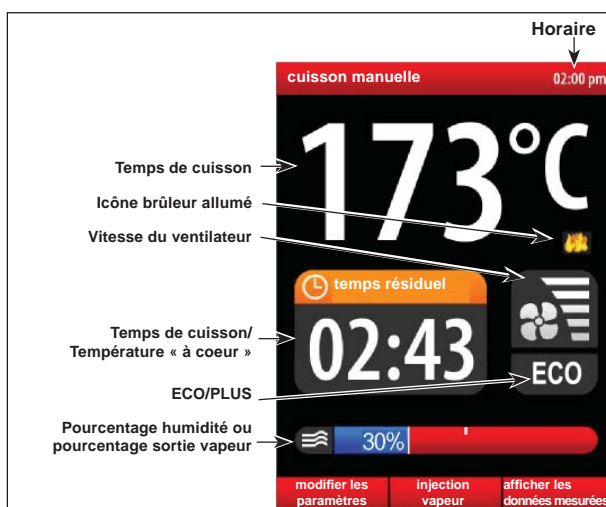 Horaire
cuisson manuelle 02:00 pm
173°C
Temps de cuisson
Icône brûleur allumé
Vitesse du ventilateur
temps résiduel
02:43
Temps de cuisson/
Température « à coeur »
ECO
ECO/PLUS
Pourcentage humidité ou
pourcentage sortie vapeur
30%
modifier les
paramètres
injection
vapeur
afficher les
données mesurées